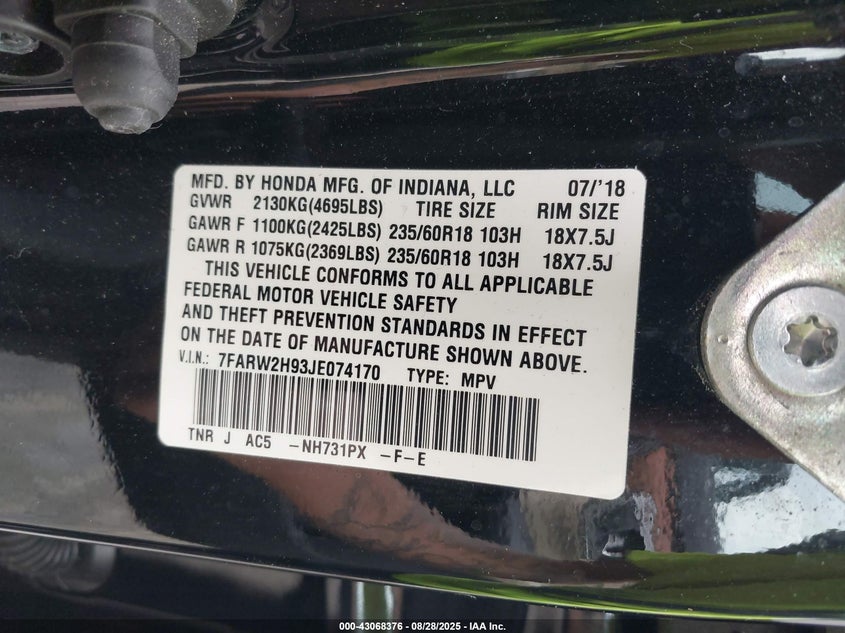 MFD. BY HONDA MFG. OF INDIANA, LLC 07/'18
GVWR 2130KG(4695LBS) TIRE SIZE RIM SIZE
GAWR F 1100KG(2425LBS) 235/60R18 103H 18X7.5J
GAWR R 1075KG(2369LBS) 235/60R18 103H 18X7.5J
THIS VEHICLE CONFORMS TO ALL APPLICABLE
FEDERAL MOTOR VEHICLE SAFETY
AND THEFT PREVENTION STANDARDS IN EFFECT
ON THE DATE OF MANUFACTURE SHOWN ABOVE.
V.I.N.: 7FARW2H93JE074170 TYPE: MPV
TNR J AC5 -NH731PX -F-E
000-43068376 - 08/28/2025 - IAA Inc.